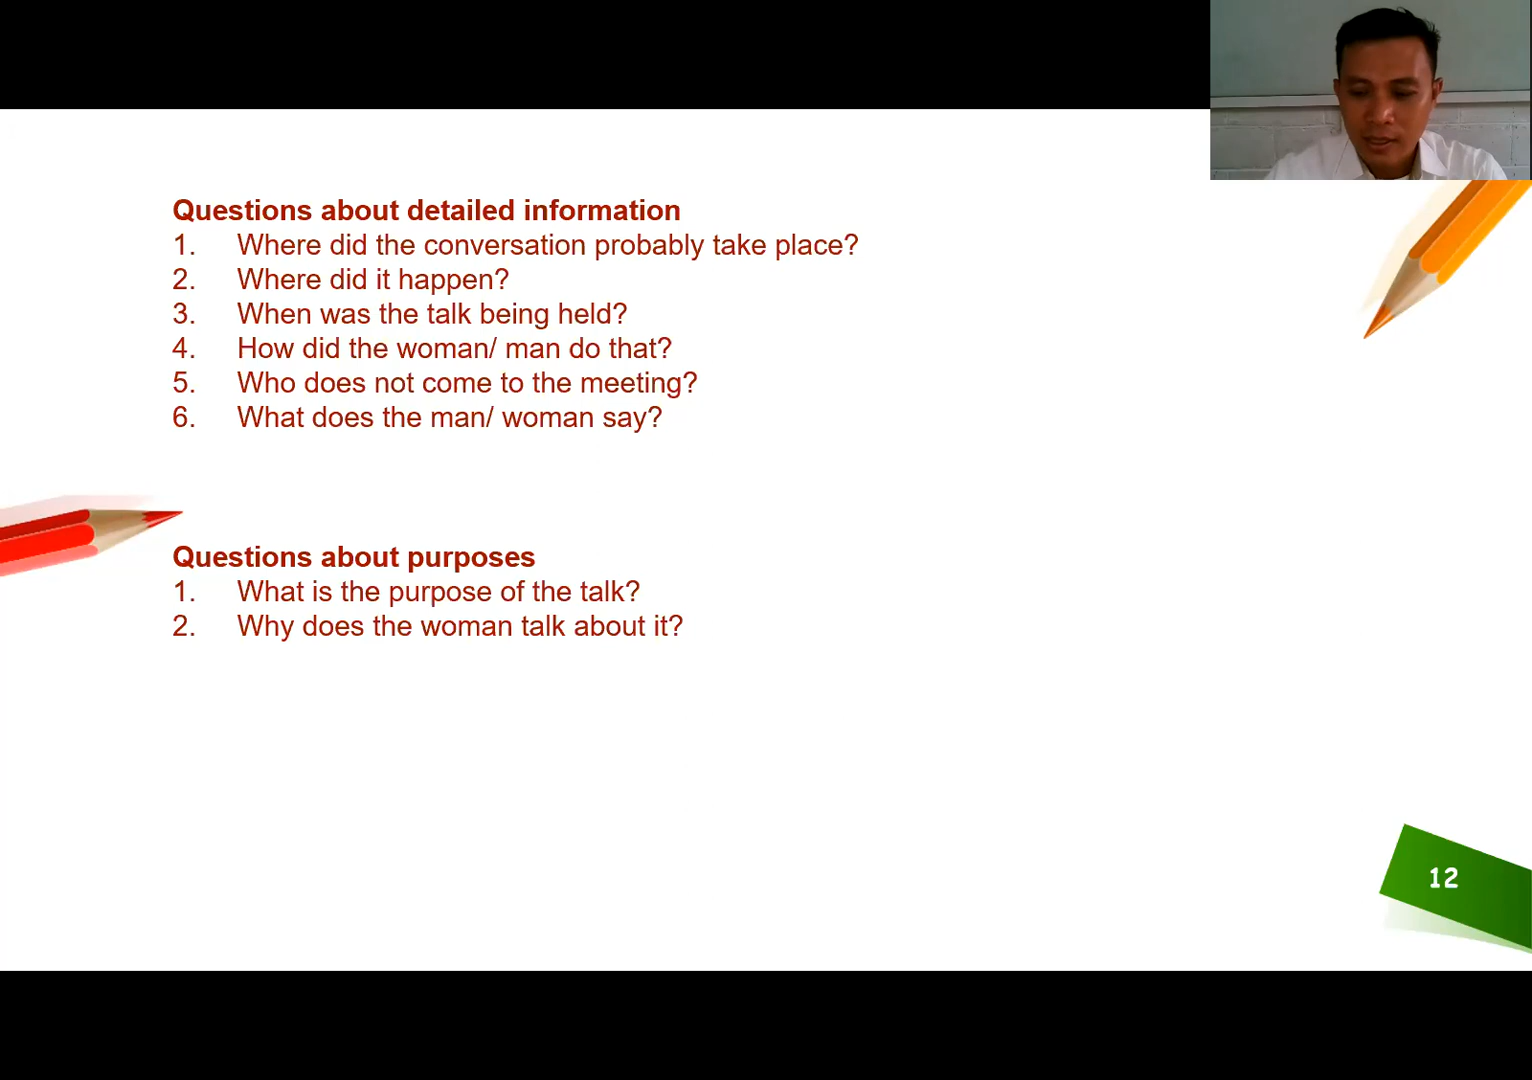 Questions about detailed information
1. Where did the conversation probably take place?
2. Where did it happen?
3. When was the talk being held?
4. How did the woman/ man do that?
5. Who does not come to the meeting?
6. What does the man/ woman say?
Questions about purposes
1. What is the purpose of the talk?
2. Why does the woman talk about it?
12